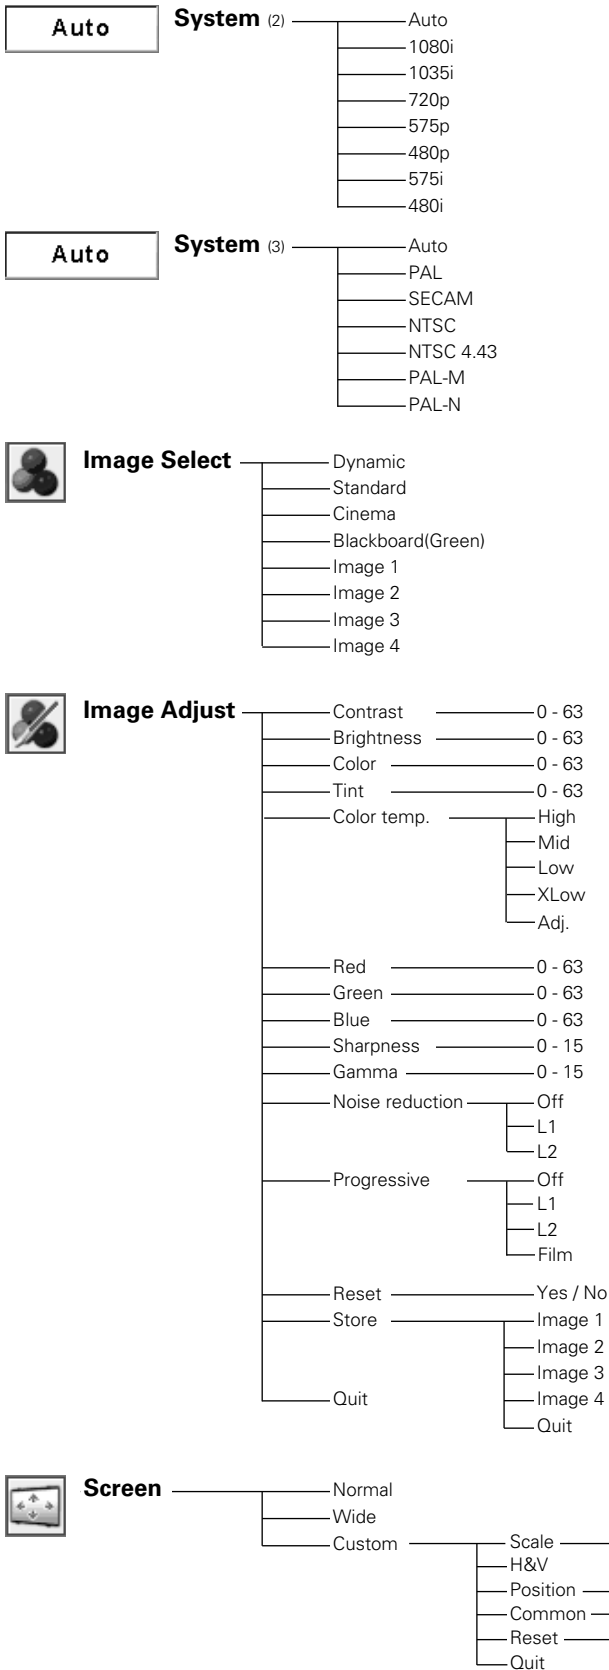 Auto
System (2)
Auto
1080i
1035i
720p
575p
480p
575i
480i
Auto
System (3)
Auto
PAL
SECAM
NTSC
NTSC 4.43
PAL-M
PAL-N
Image Select
Dynamic
Standard
Cinema
Blackboard(Green)
Image 1
Image 2
Image 3
Image 4
Image Adjust
Contrast 0 - 63
Brightness 0 - 63
Color 0 - 63
Tint 0 - 63
Color temp. High
Mid
Low
XLow
Adj.
Red 0 - 63
Green 0 - 63
Blue 0 - 63
Sharpness 0 - 15
Gamma 0 - 15
Noise reduction Off
L1
L2
Progressive Off
L1
L2
Film
Reset Yes / No
Store Image 1
Image 2
Image 3
Quit Image 4
Quit
Screen
Normal
Wide
Custom Scale
H&V
Position
Common
Reset
Quit